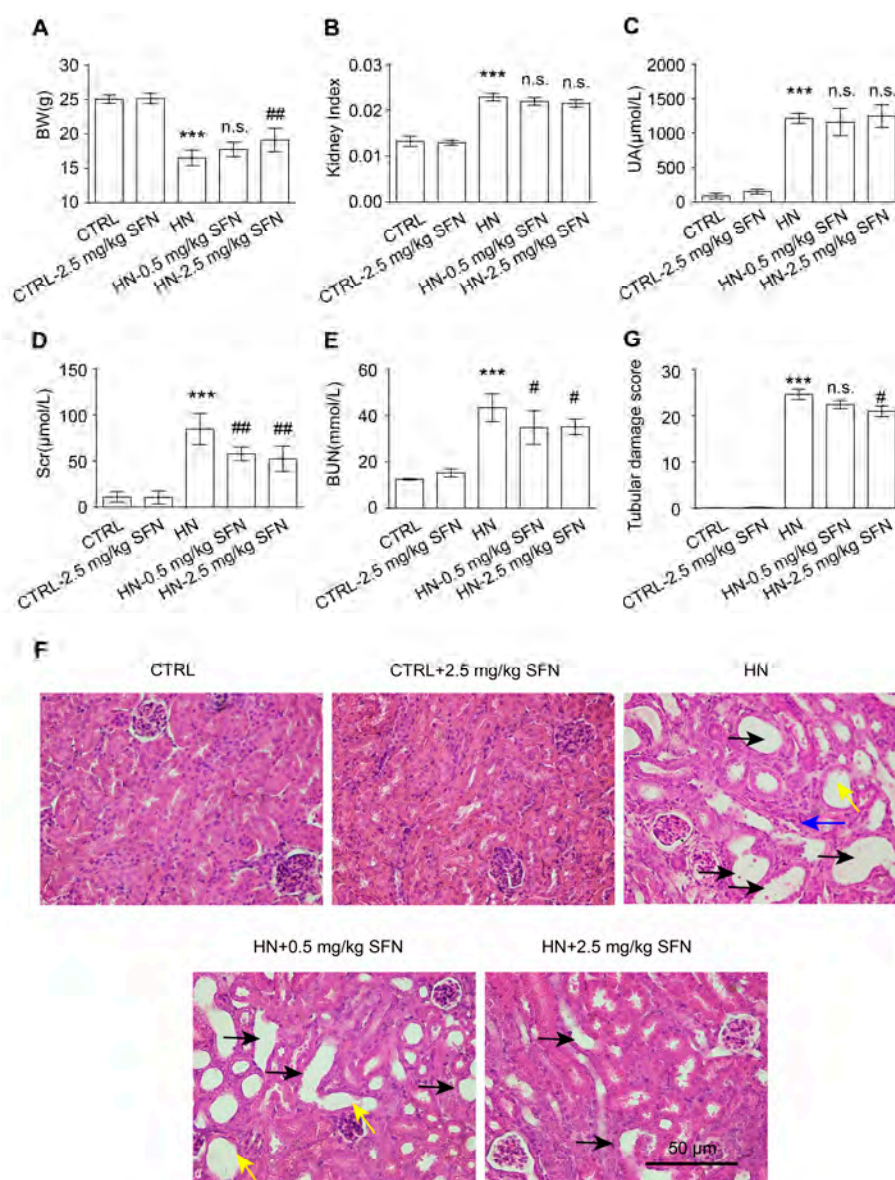 A
BW(g)
30
25
20
15
10
***
n.s.
##
CTRL
CTRL-2.5 mg/kg SFN
HN
HN-0.5 mg/kg SFN
HN-2.5 mg/kg SFN
B
Kidney Index
0.03
0.02
0.01
0.00
***
n.s.
n.s.
CTRL
CTRL-2.5 mg/kg SFN
HN
HN-0.5 mg/kg SFN
HN-2.5 mg/kg SFN
C
UA(μmol/L)
2000
1500
1000
500
0
***
n.s.
n.s.
CTRL
CTRL-2.5 mg/kg SFN
HN
HN-0.5 mg/kg SFN
HN-2.5 mg/kg SFN
D
Scr(μmol/L)
150
100
50
0
***
##
##
CTRL
CTRL-2.5 mg/kg SFN
HN
HN-0.5 mg/kg SFN
HN-2.5 mg/kg SFN
E
BUN(mmol/L)
60
40
20
0
***
#
#
CTRL
CTRL-2.5 mg/kg SFN
HN
HN-0.5 mg/kg SFN
HN-2.5 mg/kg SFN
G
Tubular damage score
30
20
10
0
***
n.s.
#
CTRL
CTRL-2.5 mg/kg SFN
HN
HN-0.5 mg/kg SFN
HN-2.5 mg/kg SFN
F
CTRL
CTRL+2.5 mg/kg SFN
HN
HN+0.5 mg/kg SFN
HN+2.5 mg/kg SFN
50 μm